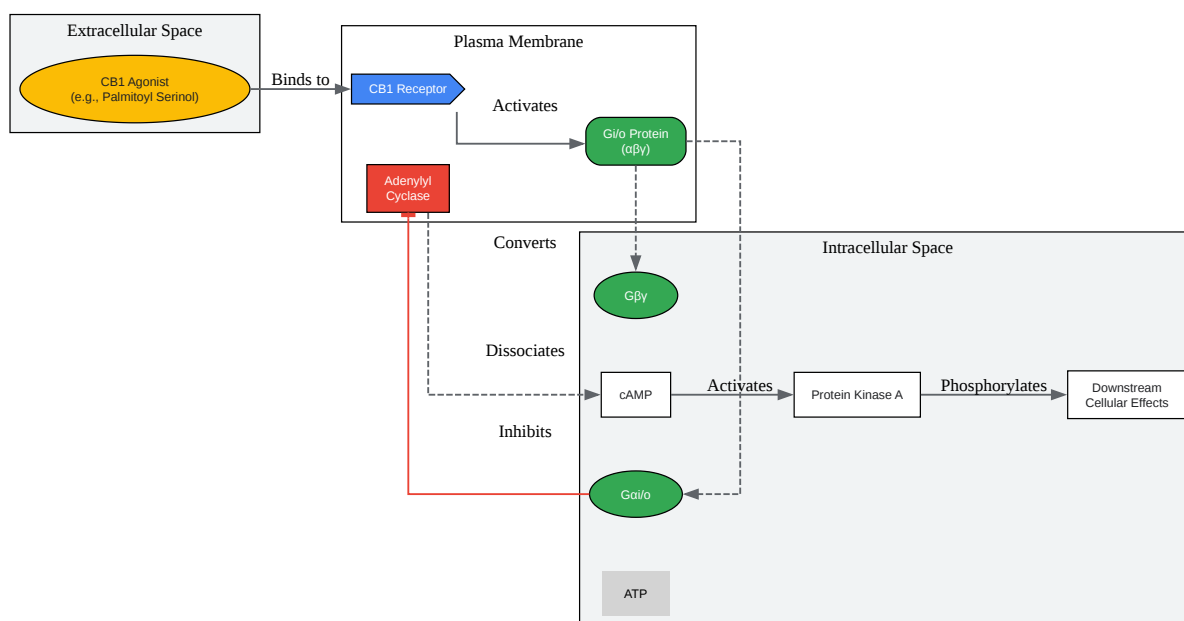 Extracellular Space
CB1 Agonist
(e.g., Palmitoyl Serinol)
Binds to
Plasma Membrane
CB1 Receptor
Activates
Gi/o Protein
(αβγ)
Adenylyl
Cyclase
Converts
Intracellular Space
Gβγ
Dissociates
cAMP
Activates
Protein Kinase A
Phosphorylates
Downstream
Cellular Effects
Inhibits
Gαi/o
ATP